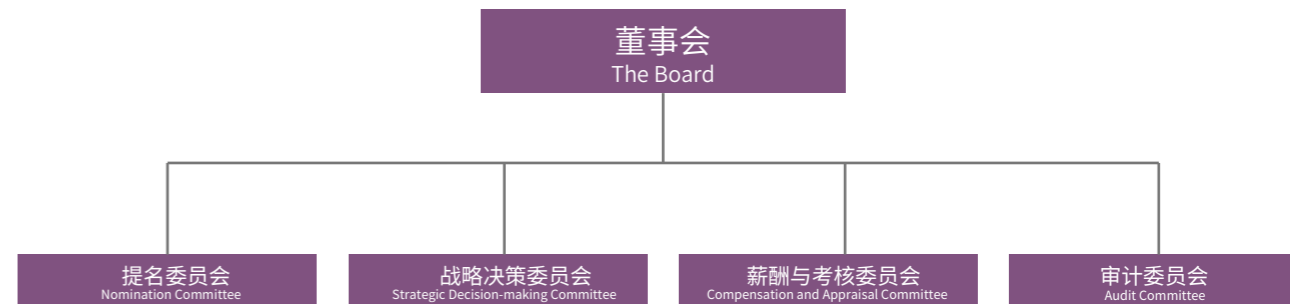 董事会
The Board
提名委员会
Nomination Committee
战略决策委员会
Strategic Decision-making Committee
薪酬与考核委员会
Compensation and Appraisal Committee
审计委员会
Audit Committee